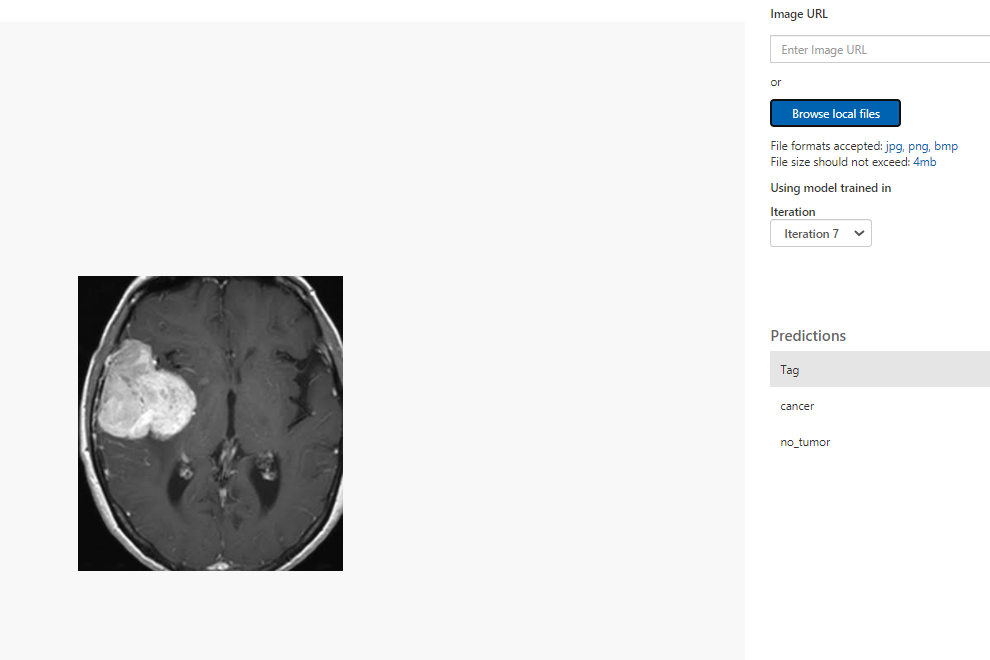 Image URL
Enter Image URL
or
Browse local files
File formats accepted: jpg, png, bmp
File size should not exceed: 4mb
Using model trained in
Iteration
Iteration 7
Predictions
Tag
cancer
no_tumor